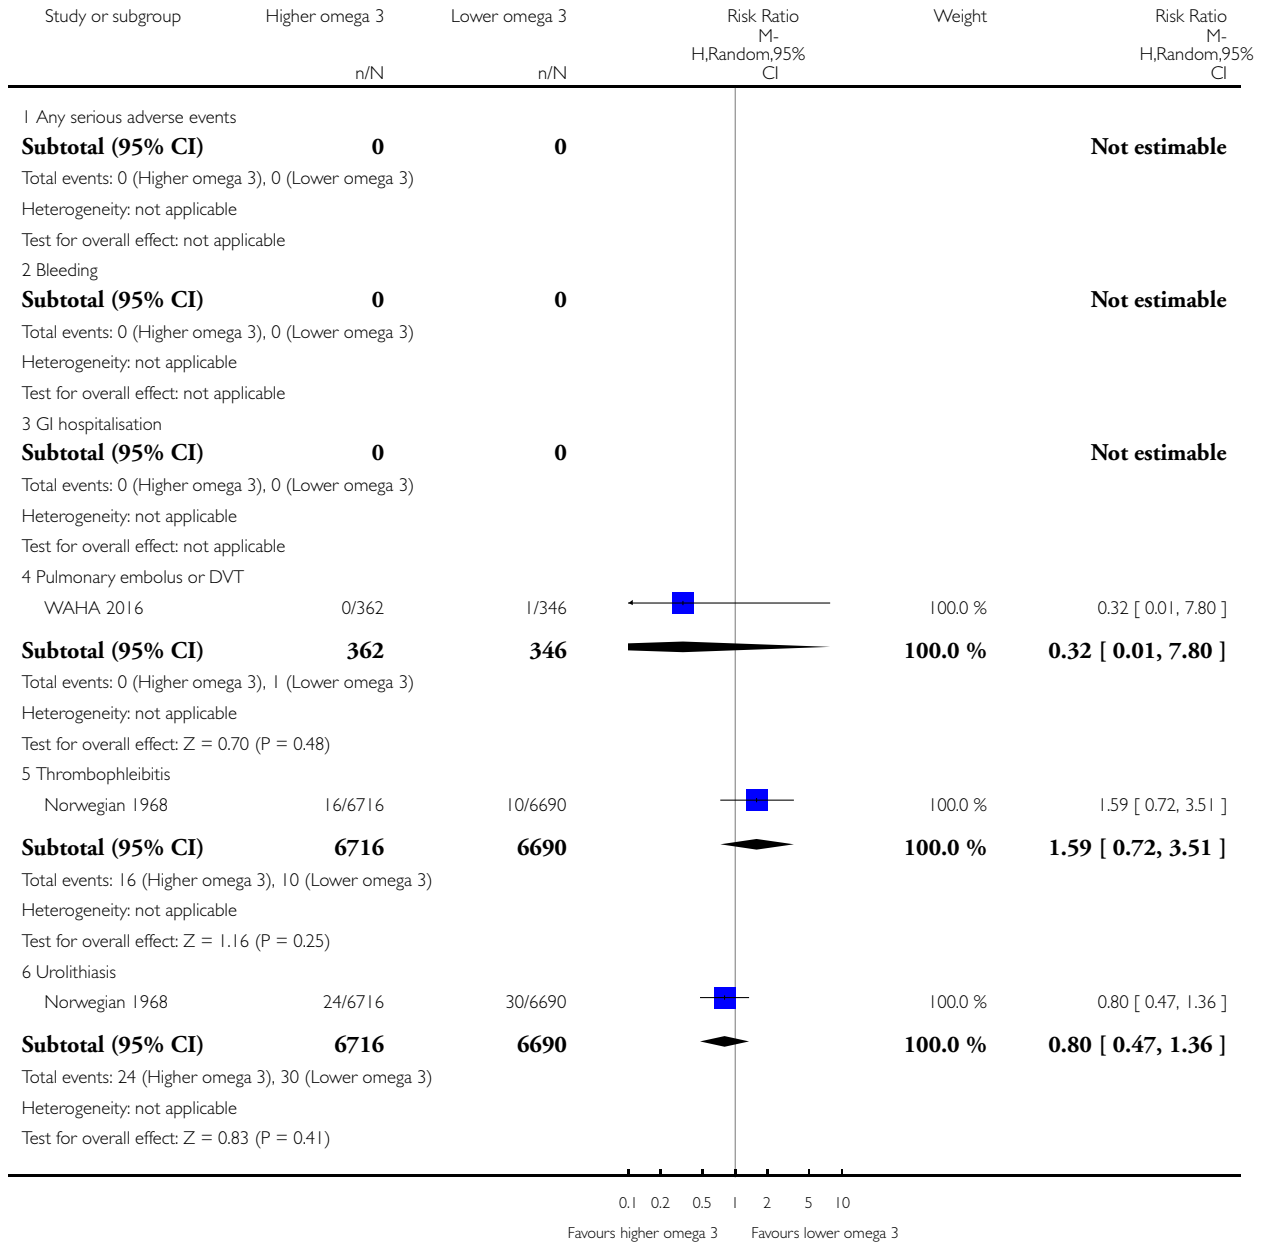 Study or subgroup Higher omega 3 Lower omega 3 Risk Ratio Weight Risk Ratio
M- M-
H,Random,95% H,Random,95%
n/N n/N CI CI
1 Any serious adverse events
Subtotal (95% CI) 0 0 Not estimable
Total events: 0 (Higher omega 3), 0 (Lower omega 3)
Heterogeneity: not applicable
Test for overall effect: not applicable
2 Bleeding
Subtotal (95% CI) 0 0 Not estimable
Total events: 0 (Higher omega 3), 0 (Lower omega 3)
Heterogeneity: not applicable
Test for overall effect: not applicable
3 GI hospitalisation
Subtotal (95% CI) 0 0 Not estimable
Total events: 0 (Higher omega 3), 0 (Lower omega 3)
Heterogeneity: not applicable
Test for overall effect: not applicable
4 Pulmonary embolus or DVT
WAHA 2016 0/362 1/346 100.0 % 0.32 [ 0.01, 7.80 ]
Subtotal (95% CI) 362 346 100.0 % 0.32 [ 0.01, 7.80 ]
Total events: 0 (Higher omega 3), 1 (Lower omega 3)
Heterogeneity: not applicable
Test for overall effect: Z = 0.70 (P = 0.48)
5 Thrombophleibitis
Norwegian 1968 16/6716 10/6690 100.0 % 1.59 [ 0.72, 3.51 ]
Subtotal (95% CI) 6716 6690 100.0 % 1.59 [ 0.72, 3.51 ]
Total events: 16 (Higher omega 3), 10 (Lower omega 3)
Heterogeneity: not applicable
Test for overall effect: Z = 1.16 (P = 0.25)
6 Urolithiasis
Norwegian 1968 24/6716 30/6690 100.0 % 0.80 [ 0.47, 1.36 ]
Subtotal (95% CI) 6716 6690 100.0 % 0.80 [ 0.47, 1.36 ]
Total events: 24 (Higher omega 3), 30 (Lower omega 3)
Heterogeneity: not applicable
Test for overall effect: Z = 0.83 (P = 0.41)
0.1 0.2 0.5 1 2 5 10
Favours higher omega 3 Favours lower omega 3